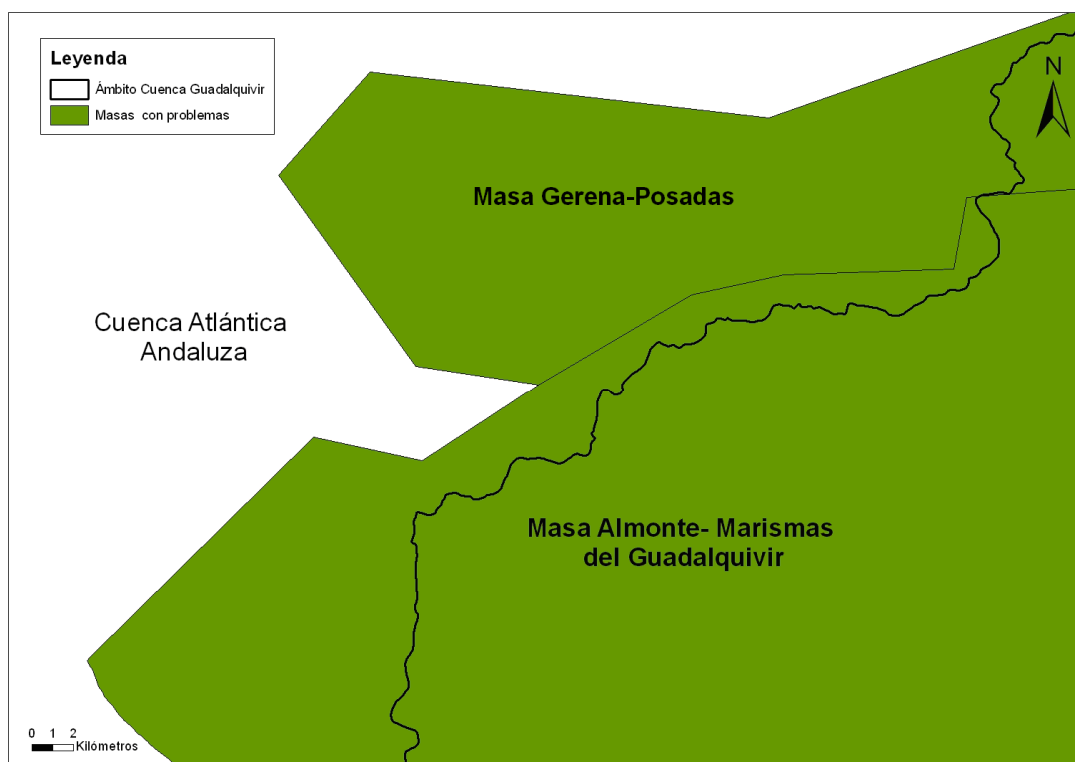 Leyenda
Ámbito Cuenca Guadalquivir
Masas con problemas
N
Masa Gerena-Posadas
Cuenca Atlántica
Andaluza
Masa Almonte- Marismas
del Guadalquivir
0 1 2
Kilómetros